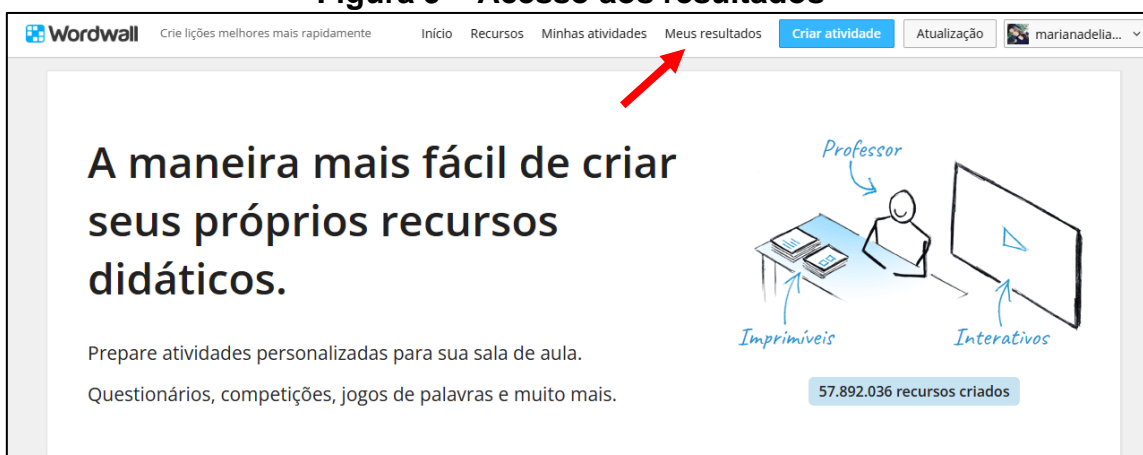 Wordwall Crie lições melhores mais rapidamente Início Recursos Minhas atividades Meus resultados Criar atividade Atualização marianadelia...
A maneira mais fácil de criar
seus próprios recursos
didáticos.
Prepare atividades personalizadas para sua sala de aula.
Questionários, competições, jogos de palavras e muito mais.
Professor
Imprimíveis
Interativos
57.892.036 recursos criados